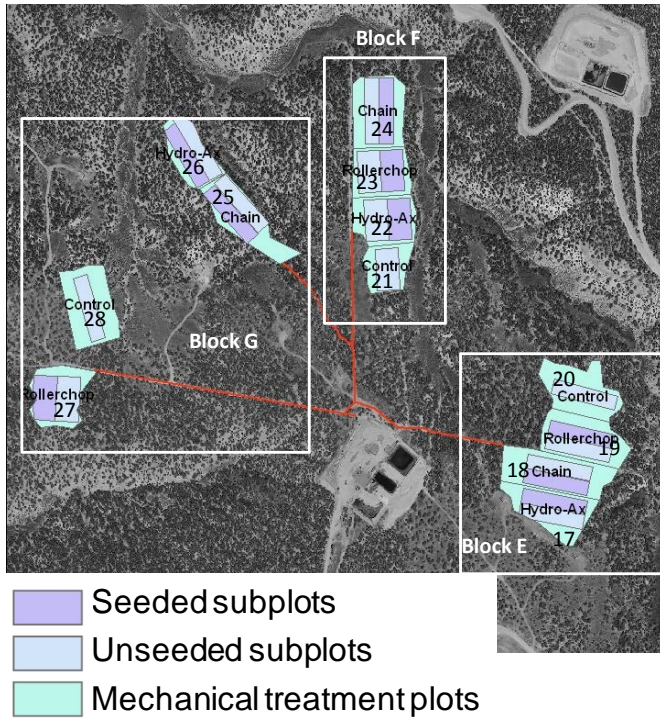 Block F
Chain
24
Rollerchop
23
Hydro-Ax
22
Control
21
Hydro-Ax
26
25
Chain
Control
28
Block G
Rollerchop
27
20
Control
Rollerchop
19
18
Chain
Hydro-Ax
Block E
17
Seeded subplots
Unseeded subplots
Mechanical treatment plots